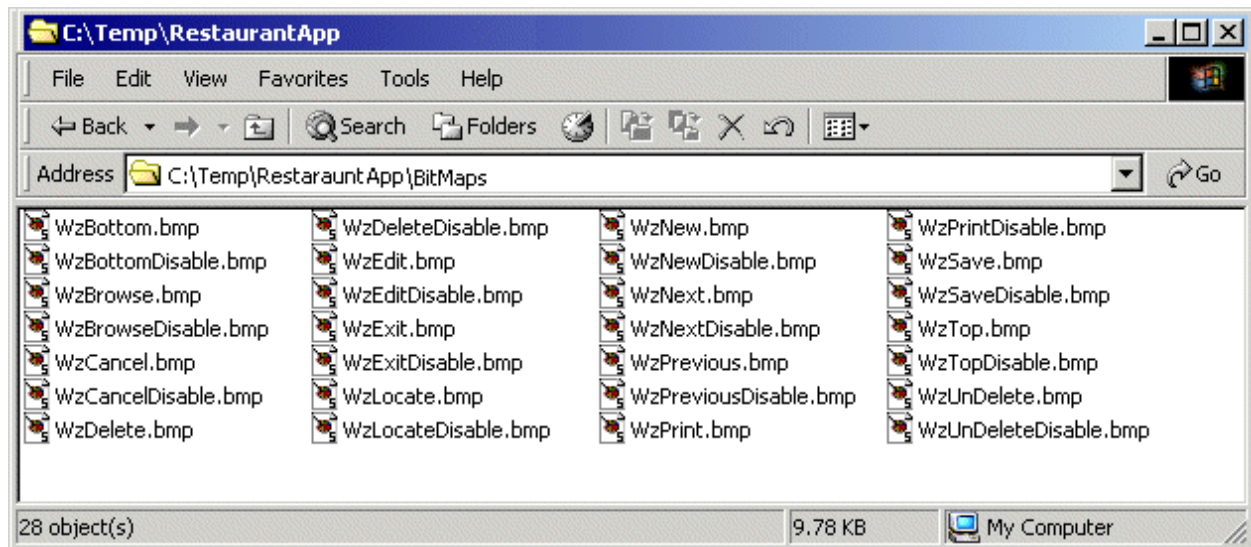 C:\Temp\RestaurantApp
File Edit View Favorites Tools Help
Back Search Folders
Address C:\Temp\RestarauntApp\BitMaps Go
WzBottom.bmp WzDeleteDisable.bmp WzNew.bmp WzPrintDisable.bmp
WzBottomDisable.bmp WzEdit.bmp WzNewDisable.bmp WzSave.bmp
WzBrowse.bmp WzEditDisable.bmp WzNext.bmp WzSaveDisable.bmp
WzBrowseDisable.bmp WzExit.bmp WzNextDisable.bmp WzTop.bmp
WzCancel.bmp WzExitDisable.bmp WzPrevious.bmp WzTopDisable.bmp
WzCancelDisable.bmp WzLocate.bmp WzPreviousDisable.bmp WzUnDelete.bmp
WzDelete.bmp WzLocateDisable.bmp WzPrint.bmp WzUnDeleteDisable.bmp
28 object(s) 9.78 KB My Computer